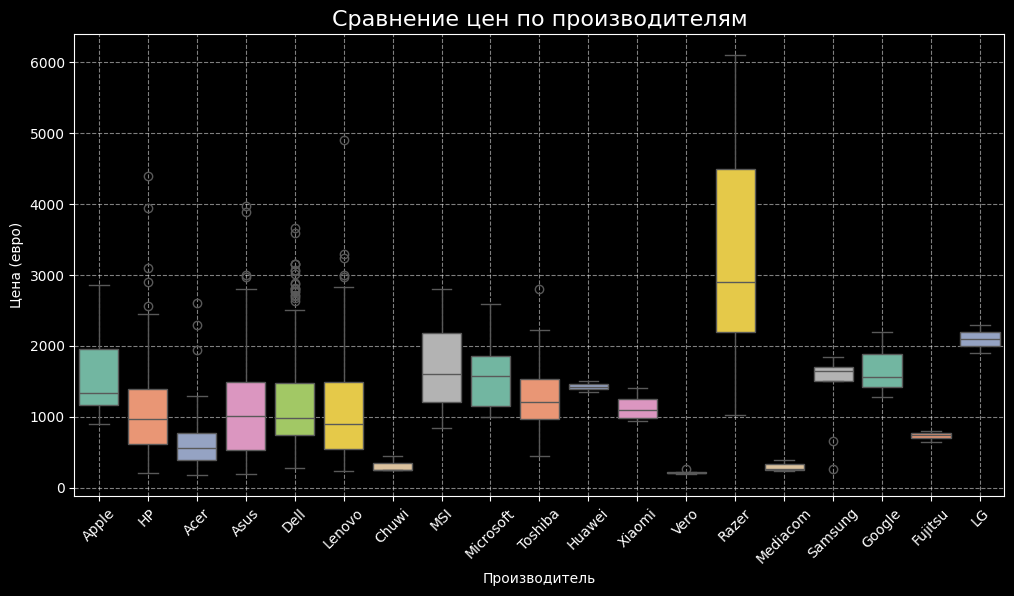 Сравнение цен по производителям
Цена (евро)
6000
5000
4000
3000
2000
1000
0
Apple
HP
Acer
Asus
Dell
Lenovo
Chuwi
MSI
Microsoft
Toshiba
Huawei
Xiaomi
Vero
Razer
Mediacom
Samsung
Google
Fujitsu
LG
Производитель